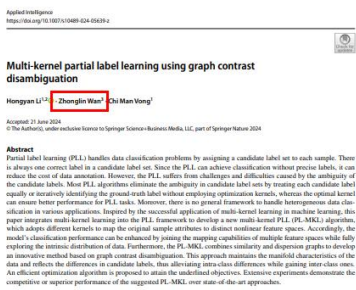 Applied Intelligence
https://doi.org/10.1007/s10489-024-05639-z
Check for updates
Multi-kernel partial label learning using graph contrast
disambiguation
Hongyan Li1,2 · Zhonglin Wan3 · Chi Man Vong1
Accepted: 21 June 2024
© The Author(s), under exclusive licence to Springer Science+Business Media, LLC, part of Springer Nature 2024
Abstract
Partial label learning (PLL) handles data classification problems by assigning a candidate label set to each sample. There
is always one correct label in a candidate label set. Since the PLL can achieve classification without precise labels, it can
reduce the cost of data annotation. However, the PLL suffers from challenges and difficulties caused by the ambiguity of
the candidate labels. Most PLL algorithms eliminate the ambiguity in candidate label sets by treating each candidate label
equally or iteratively identifying the ground-truth label without employing optimization kernels, whereas the optimal kernel
can ensure better performance for PLL tasks. Moreover, there is no general framework to handle heterogeneous data clas-
sification in various applications. Inspired by the successful application of multi-kernel learning in machine learning, this
paper integrates multi-kernel learning into the PLL framework to develop a new multi-kernel PLL (PL-MKL) algorithm,
which adopts different kernels to map the original sample attributes to distinct nonlinear feature spaces. Accordingly, the
model's classification performance can be enhanced by joining the mapping capabilities of multiple feature spaces while fully
exploring the intrinsic distribution of data. Furthermore, the PL-MKL combines similarity and dispersion graphs to develop
an innovative method based on graph contrast disambiguation. This approach maintains the manifold characteristics of the
data and reflects the differences in candidate labels, thus alleviating intra-class differences while gaining inter-class ones.
An efficient optimization algorithm is proposed to attain the underlined objectives. Extensive experiments demonstrate the
competitive or superior performance of the suggested PL-MKL over state-of-the-art approaches.